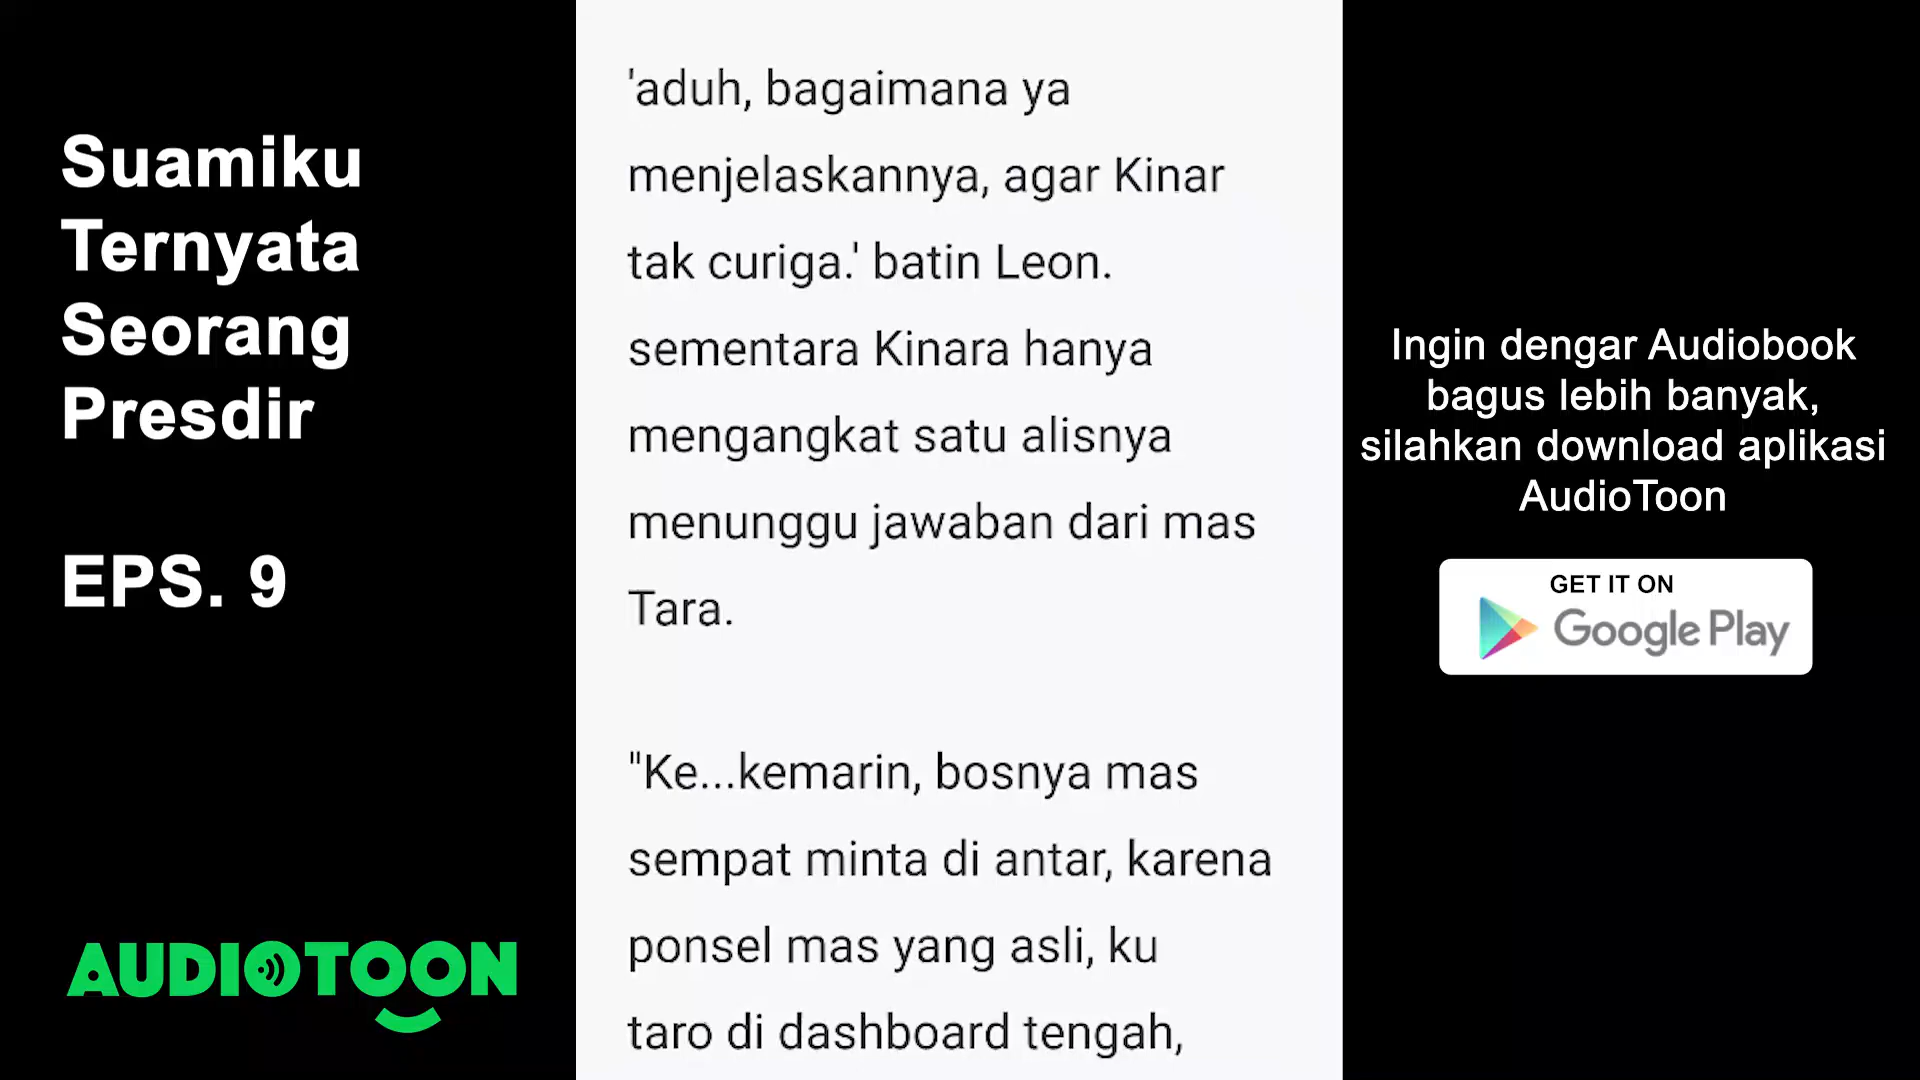 Suamiku
Ternyata
Seorang
Presdir
EPS. 9
AUDIOTOON
'aduh, bagaimana ya
menjelaskannya, agar Kinar
tak curiga.' batin Leon.
sementara Kinara hanya
mengangkat satu alisnya
menunggu jawaban dari mas
Tara.
"Ke...kemarin, bosnya mas
sempat minta di antar, karena
ponsel mas yang asli, ku
taro di dashboard tengah,
Ingin dengar Audiobook
bagus lebih banyak,
silahkan download aplikasi
AudioToon
GET IT ON
Google Play